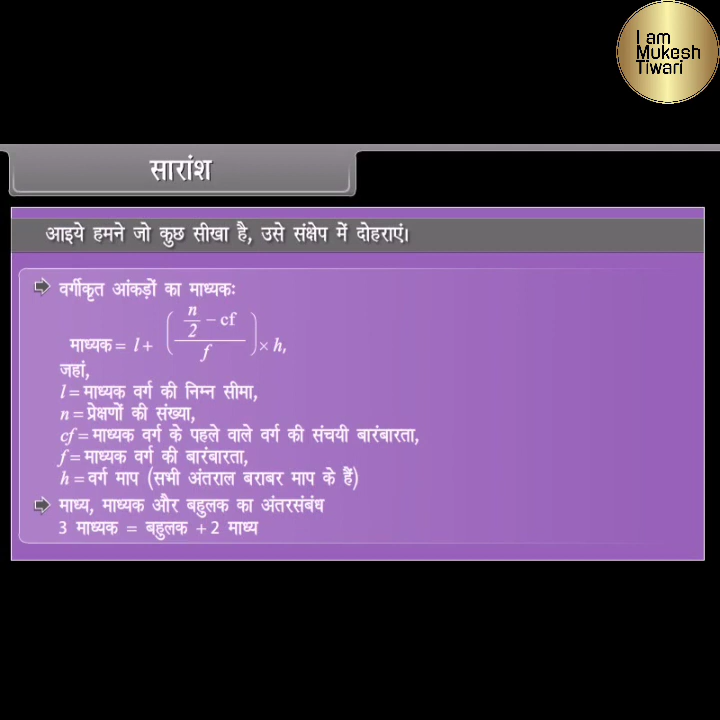 I am
Mukesh
Tiwari
सारांश
आइये हमने जो कुछ सीखा है, उसे संक्षेप में दोहराएं।
वर्गीकृत आंकड़ों का माध्यकः
माध्यक = l + ((n/2 − cf)/f) × h,
जहां,
l = माध्यक वर्ग की निम्न सीमा,
n = प्रेक्षणों की संख्या,
cf = माध्यक वर्ग के पहले वाले वर्ग की संचयी बारंबारता,
f = माध्यक वर्ग की बारंबारता,
h = वर्ग माप (सभी अंतराल बराबर माप के हैं)
माध्य, माध्यक और बहुलक का अंतरसंबंध
3 माध्यक = बहुलक + 2 माध्य